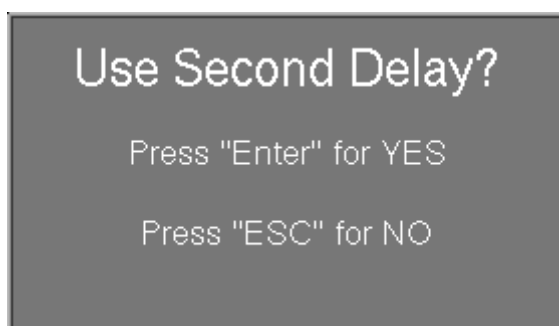 Use Second Delay?
Press "Enter" for YES
Press "ESC" for NO